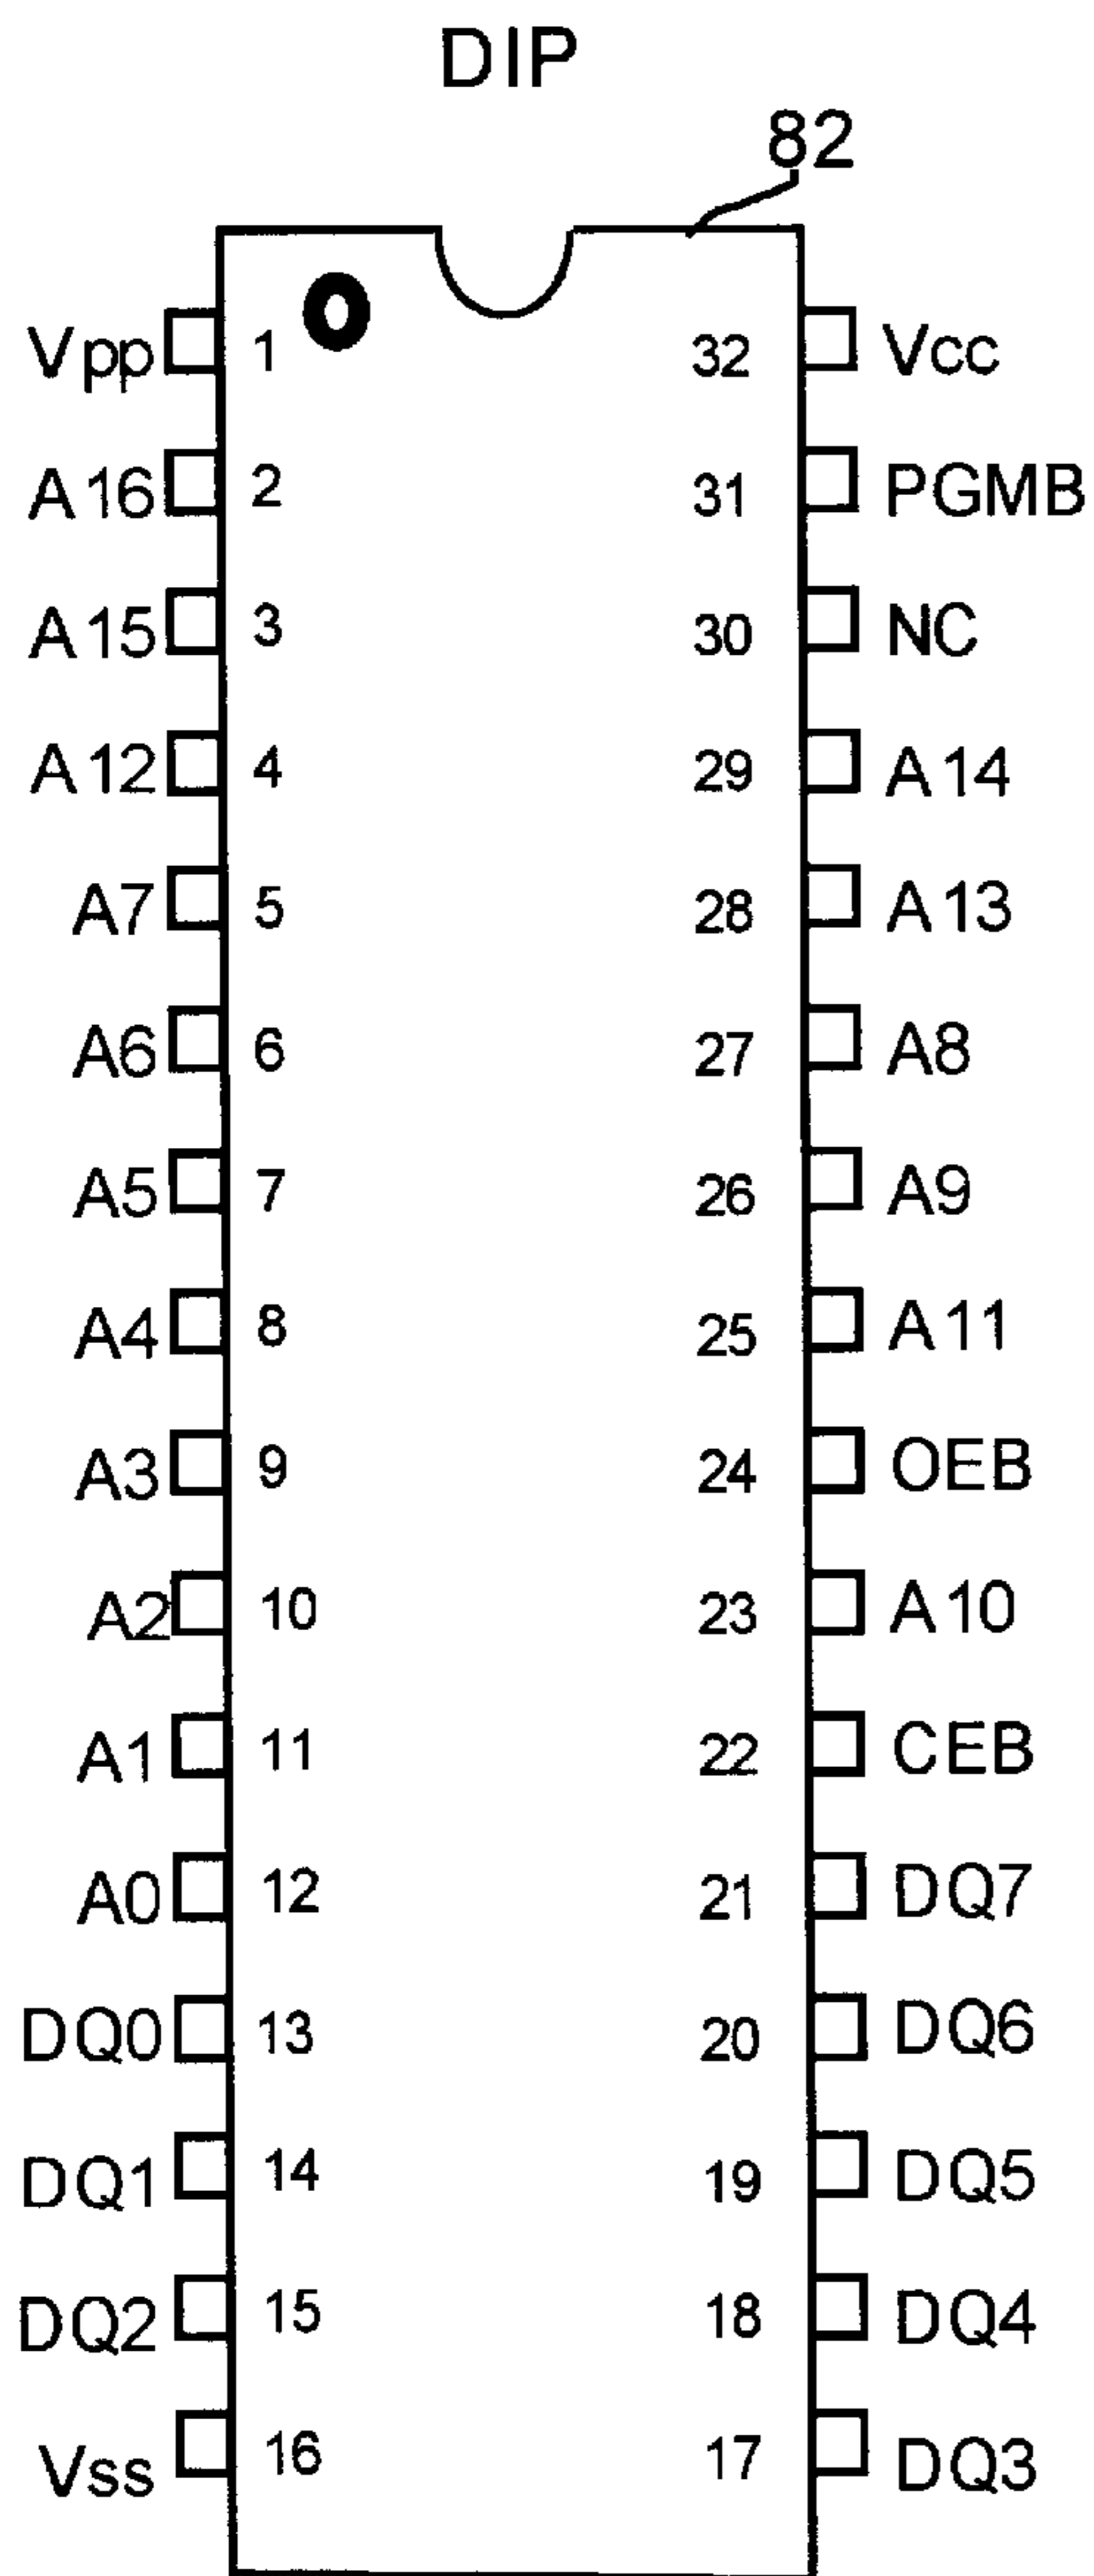 DIP
82
Vpp 1 32 Vcc
A16 2 31 PGMB
A15 3 30 NC
A12 4 29 A14
A7 5 28 A13
A6 6 27 A8
A5 7 26 A9
A4 8 25 A11
A3 9 24 OEB
A2 10 23 A10
A1 11 22 CEB
A0 12 21 DQ7
DQ0 13 20 DQ6
DQ1 14 19 DQ5
DQ2 15 18 DQ4
Vss 16 17 DQ3